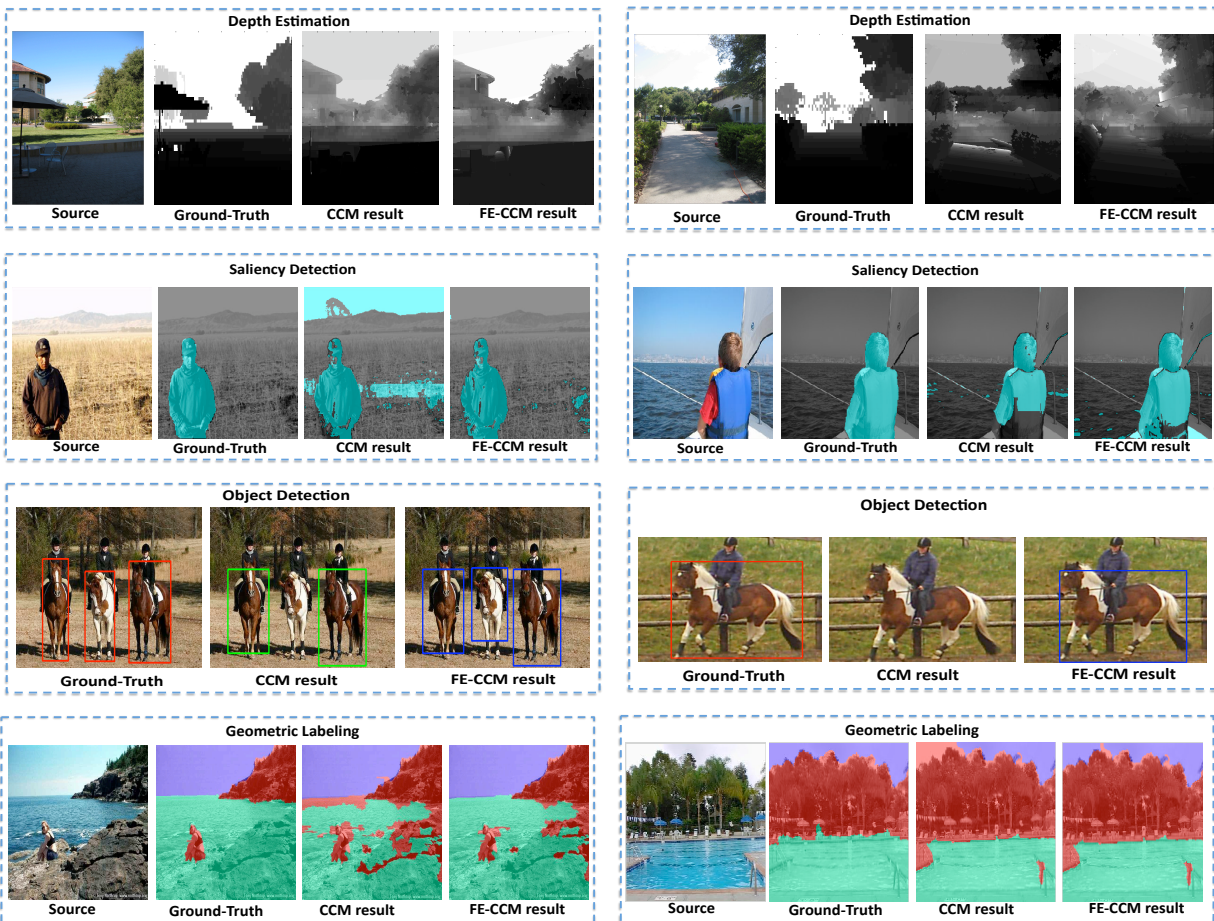 Depth Estimation
Source
Ground-Truth
CCM result
FE-CCM result
Depth Estimation
Source
Ground-Truth
CCM result
FE-CCM result
Saliency Detection
Source
Ground-Truth
CCM result
FE-CCM result
Saliency Detection
Source
Ground-Truth
CCM result
FE-CCM result
Object Detection
Ground-Truth
CCM result
FE-CCM result
Object Detection
Ground-Truth
CCM result
FE-CCM result
Geometric Labeling
Source
Ground-Truth
CCM result
FE-CCM result
Geometric Labeling
Source
Ground-Truth
CCM result
FE-CCM result